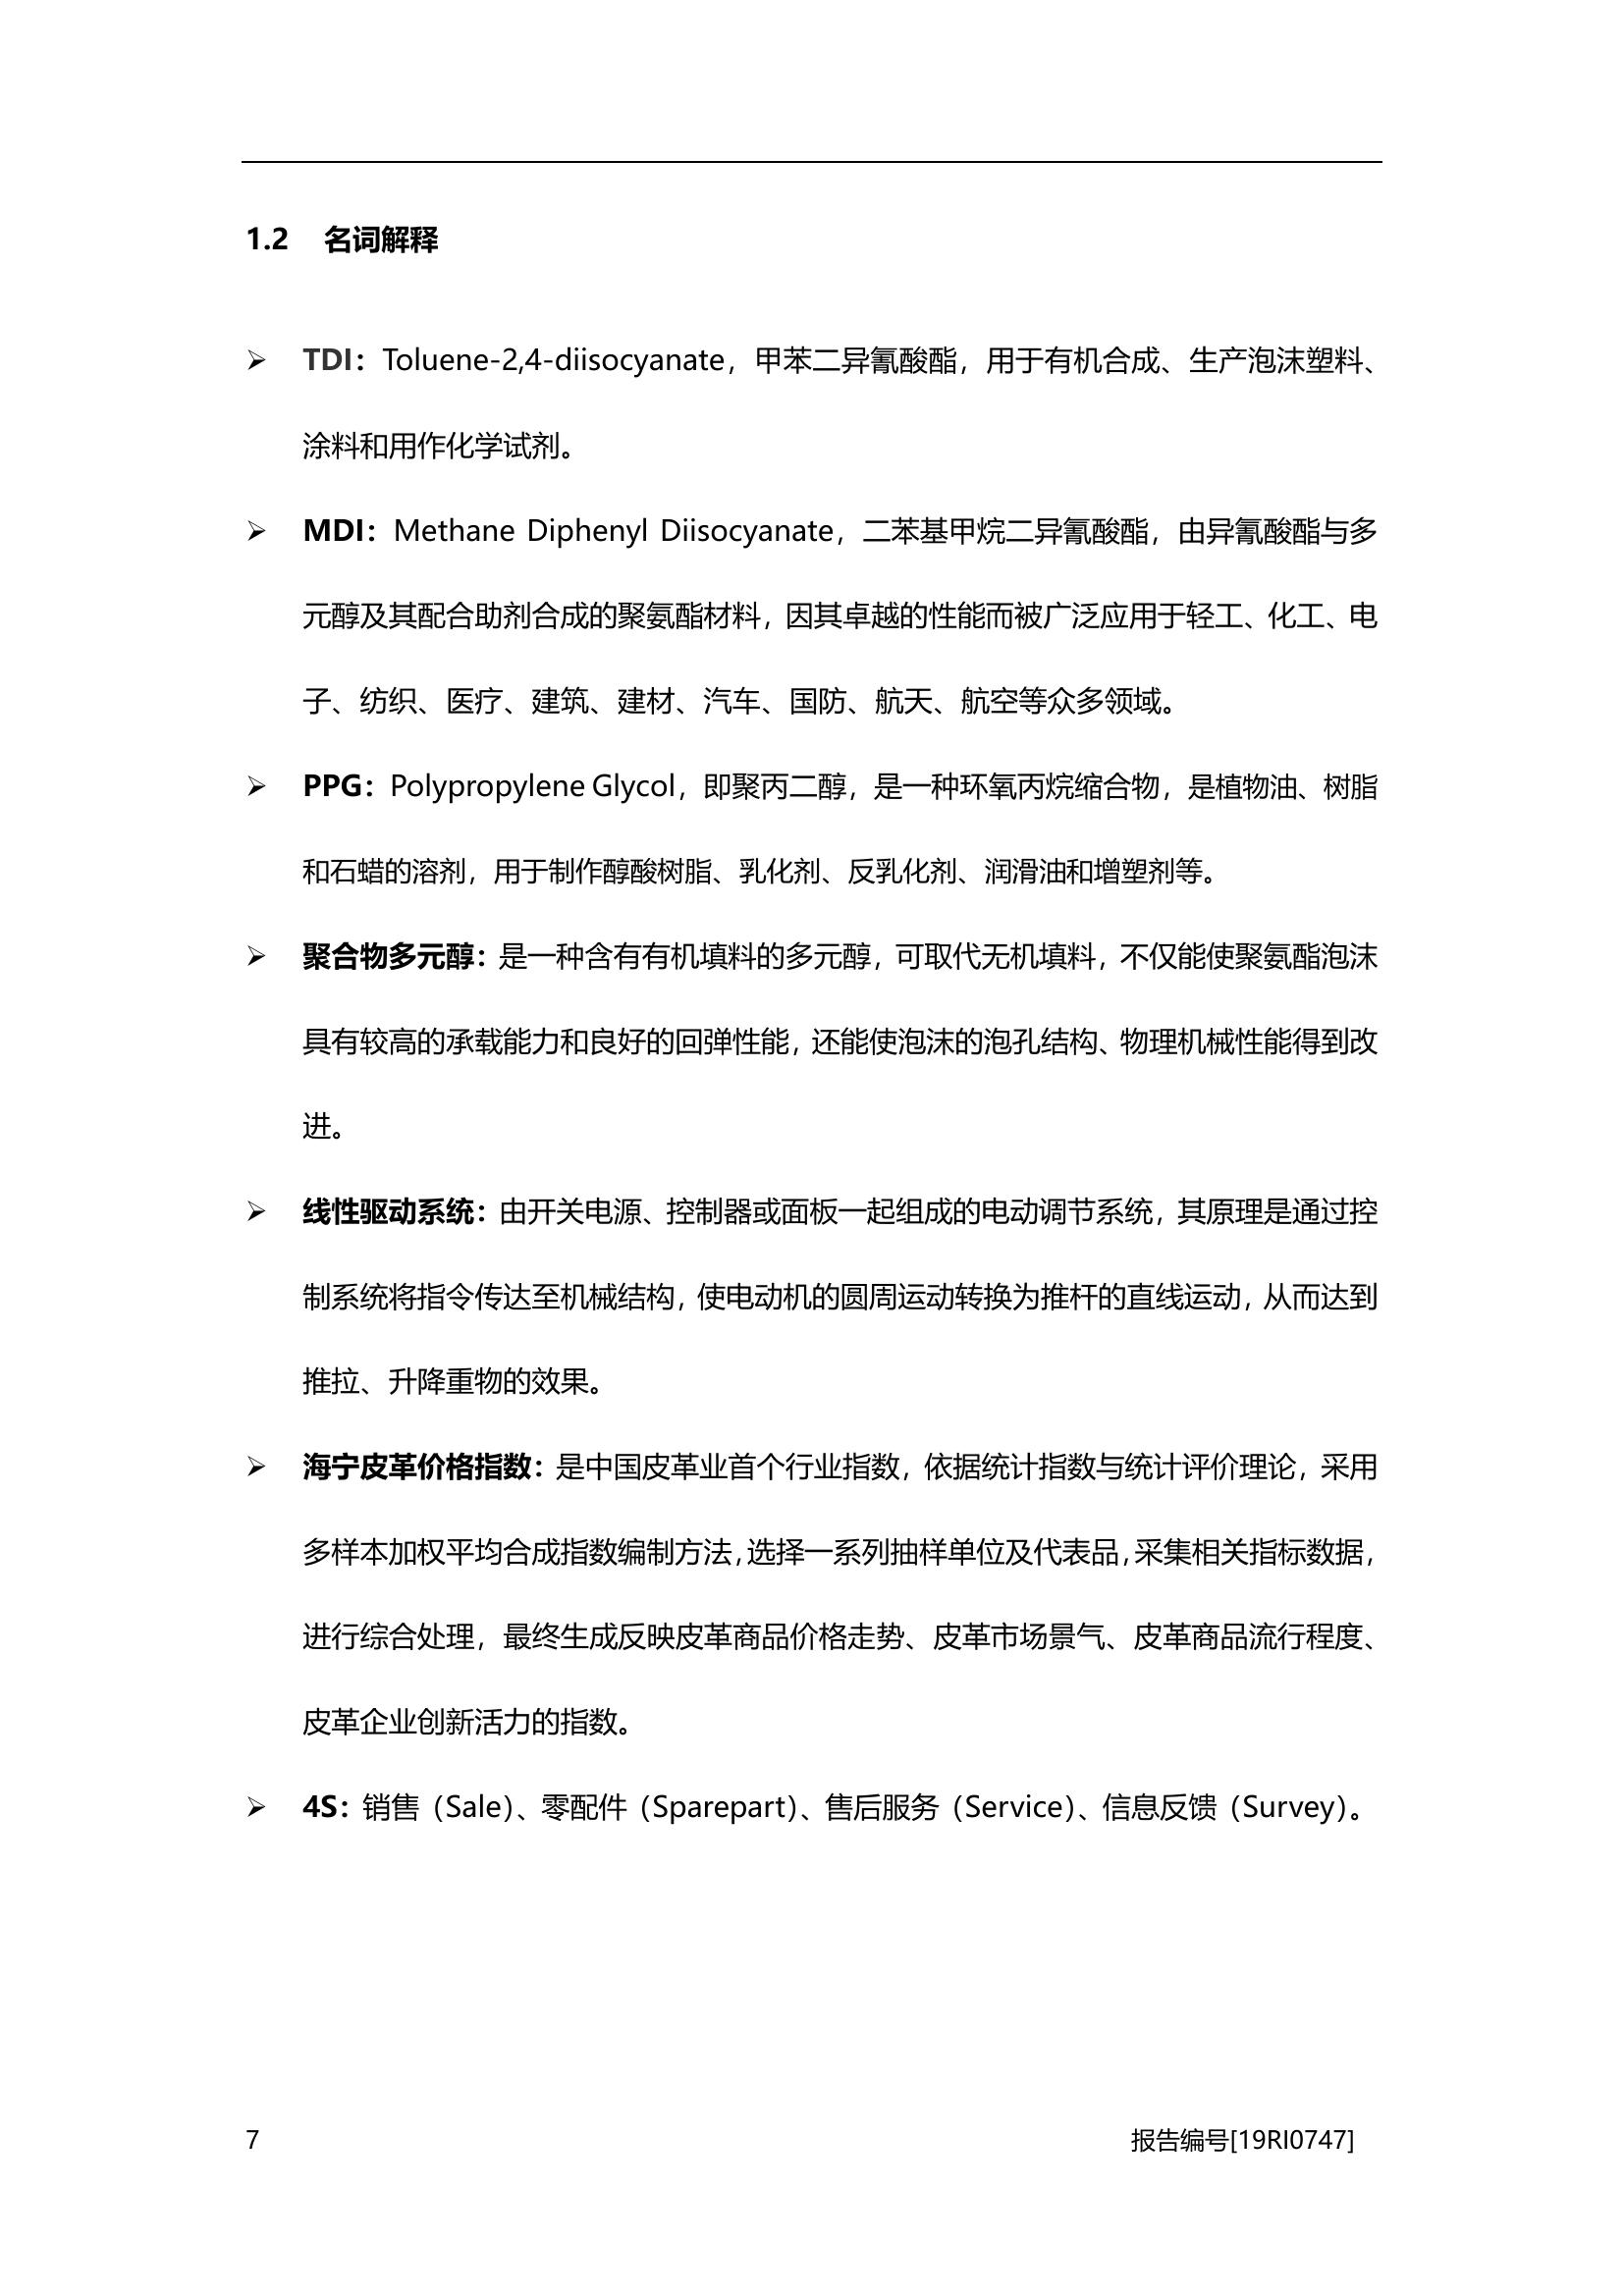 1.2 名词解释
➢ TDI：Toluene-2,4-diisocyanate，甲苯二异氰酸酯，用于有机合成、生产泡沫塑料、
涂料和用作化学试剂。
➢ MDI：Methane Diphenyl Diisocyanate，二苯基甲烷二异氰酸酯，由异氰酸酯与多
元醇及其配合助剂合成的聚氨酯材料，因其卓越的性能而被广泛应用于轻工、化工、电
子、纺织、医疗、建筑、建材、汽车、国防、航天、航空等众多领域。
➢ PPG：Polypropylene Glycol，即聚丙二醇，是一种环氧丙烷缩合物，是植物油、树脂
和石蜡的溶剂，用于制作醇酸树脂、乳化剂、反乳化剂、润滑油和增塑剂等。
➢ 聚合物多元醇：是一种含有有机填料的多元醇，可取代无机填料，不仅能使聚氨酯泡沫
具有较高的承载能力和良好的回弹性能，还能使泡沫的泡孔结构、物理机械性能得到改
进。
➢ 线性驱动系统：由开关电源、控制器或面板一起组成的电动调节系统，其原理是通过控
制系统将指令传达至机械结构，使电动机的圆周运动转换为推杆的直线运动，从而达到
推拉、升降重物的效果。
➢ 海宁皮革价格指数：是中国皮革业首个行业指数，依据统计指数与统计评价理论，采用
多样本加权平均合成指数编制方法，选择一系列抽样单位及代表品，采集相关指标数据，
进行综合处理，最终生成反映皮革商品价格走势、皮革市场景气、皮革商品流行程度、
皮革企业创新活力的指数。
➢ 4S：销售（Sale）、零配件（Sparepart）、售后服务（Service）、信息反馈（Survey）。
7 报告编号[19RI0747]